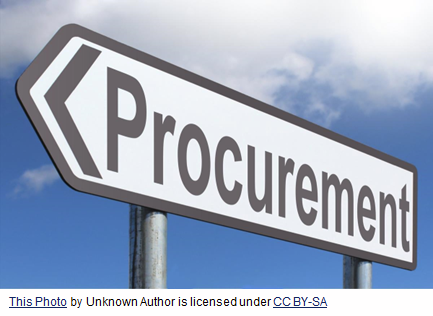 Procurement
This Photo by Unknown Author is licensed under CC BY-SA